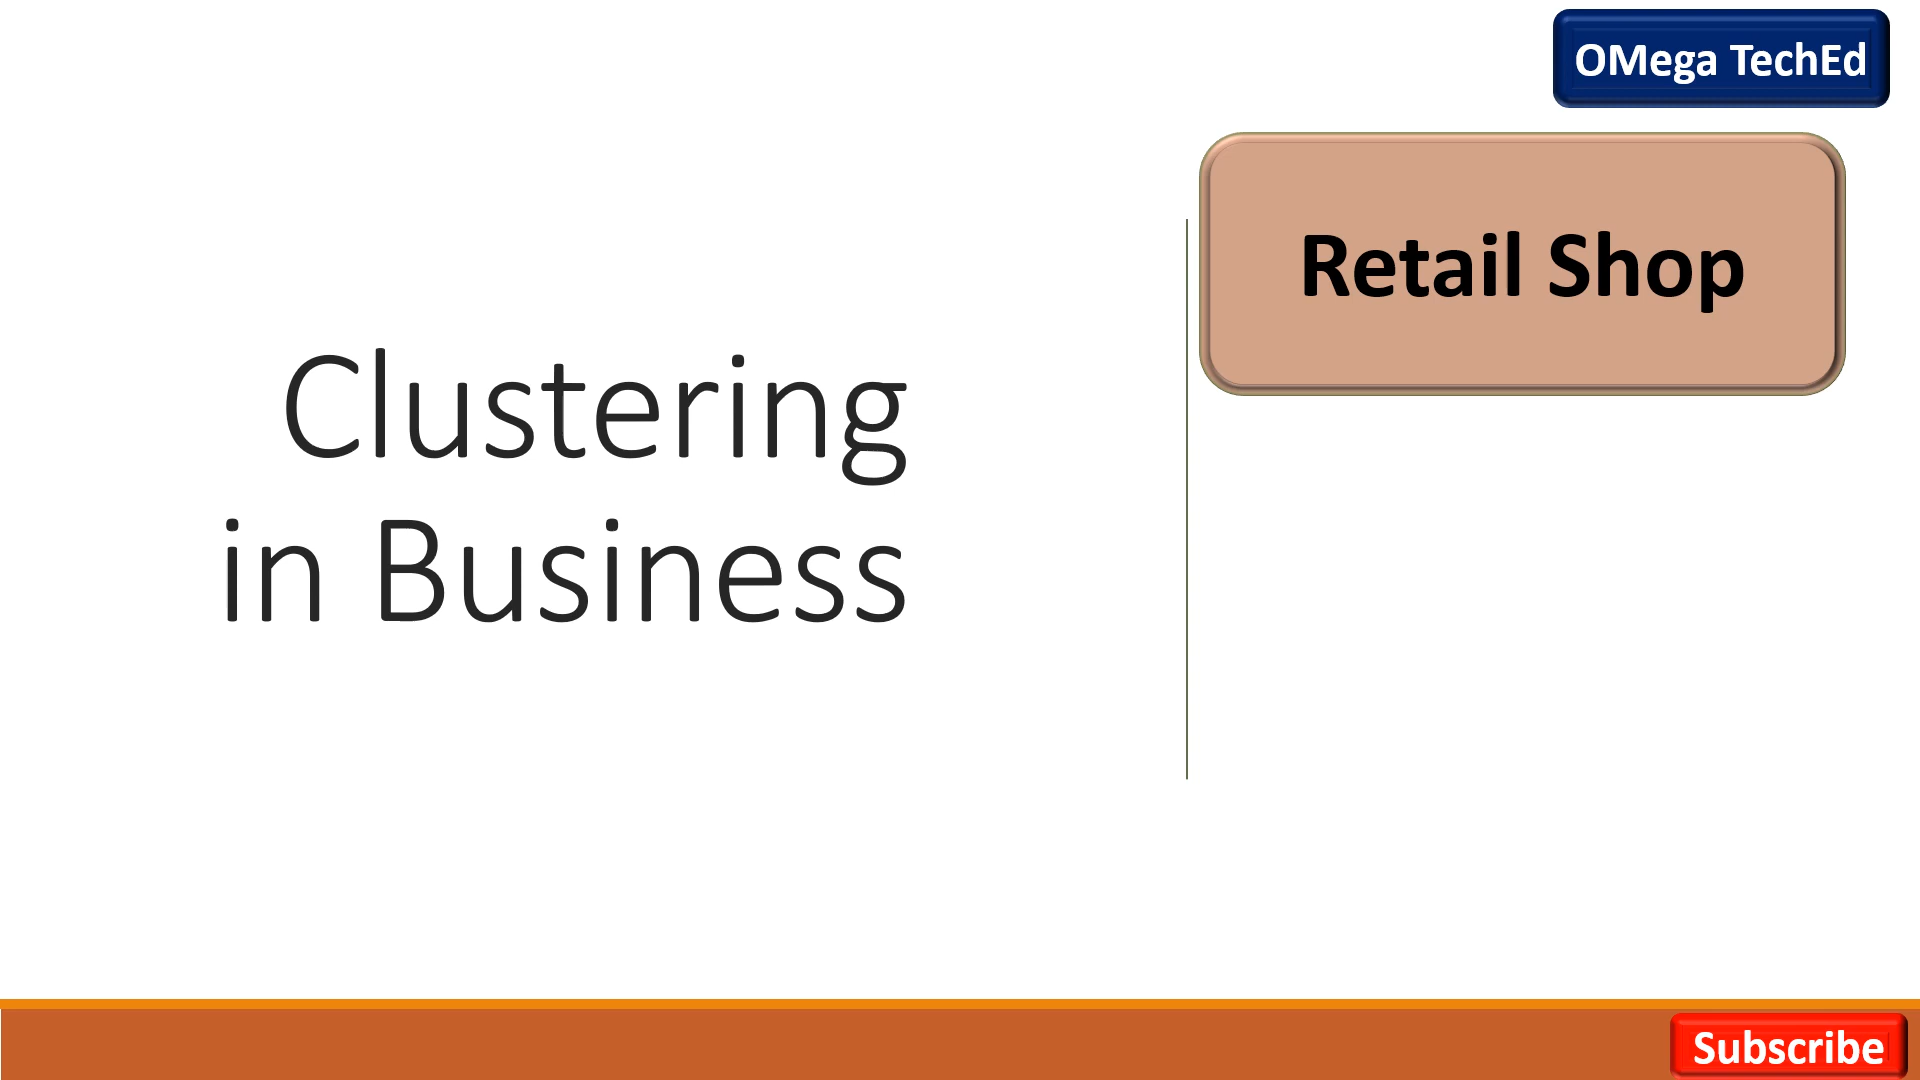 OMega TechEd
Retail Shop
Clustering
in Business
Subscribe